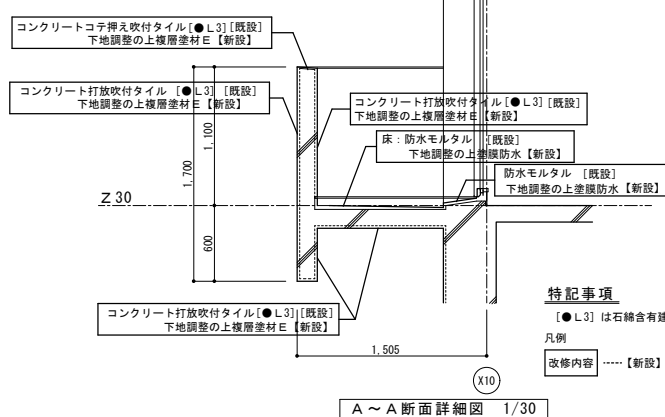 コンクリートコテ押え吹付タイル[●L3][既設]
下地調整の上複層塗材E【新設】
コンクリート打放吹付タイル [●L3] [既設]
下地調整の上複層塗材E【新設】
コンクリート打放吹付タイル[●L3][既設]
下地調整の上複層塗材E【新設】
床：防水モルタル [既設]
下地調整の上塗膜防水【新設】
防水モルタル [既設]
下地調整の上塗膜防水【新設】
1,100
1,700
Z30
600
コンクリート打放吹付タイル[●L3][既設]
下地調整の上複層塗材E【新設】
1,505
X10
特記事項
[●L3] は石綿含有建
凡例
改修内容 ----【新設】
A～A断面詳細図 1/30